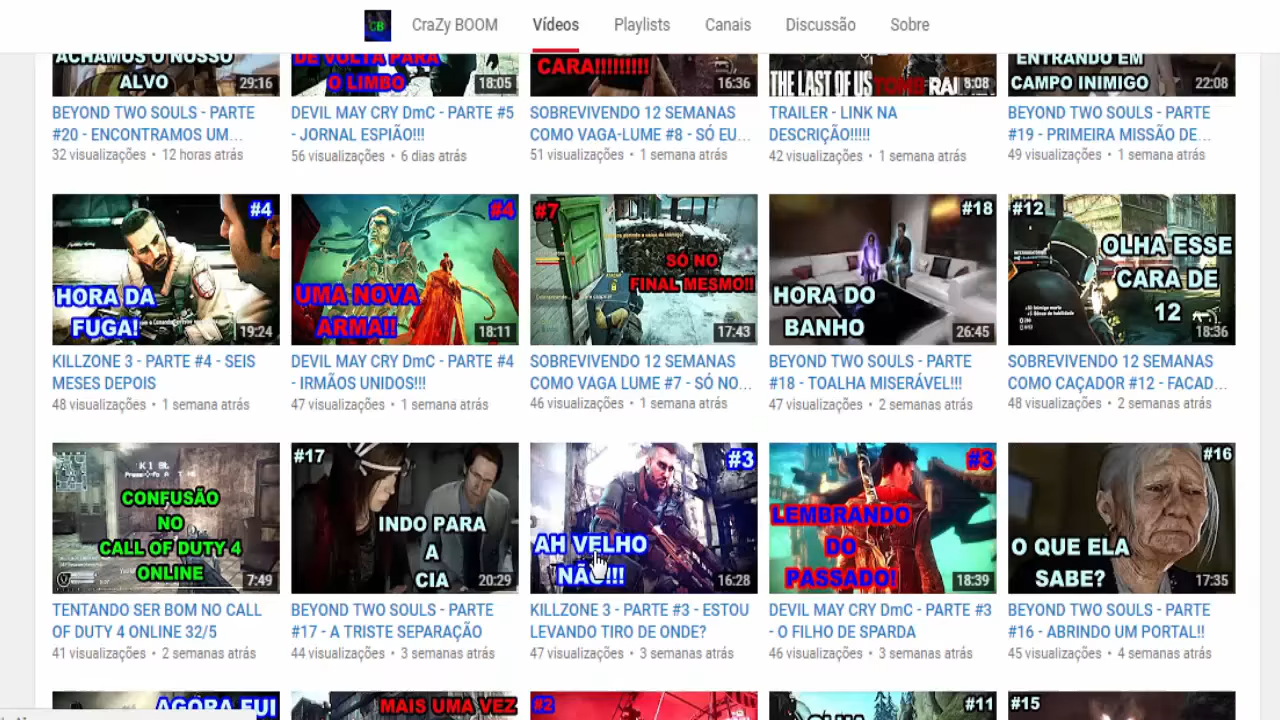 CB CraZy BOOM Vídeos Playlists Canais Discussão Sobre
ACHAMOS O NOSSO
ALVO
29:16
DE VOLTA PARA
O LIMBO
18:05
CARA!!!!!!!!!
16:36
THE LAST OF US TOMB RAI
8:08
ENTRANDO EM
CAMPO INIMIGO
22:08
BEYOND TWO SOULS - PARTE
#20 - ENCONTRAMOS UM...
32 visualizações • 12 horas atrás
DEVIL MAY CRY DmC - PARTE #5
- JORNAL ESPIÃO!!!
56 visualizações • 6 dias atrás
SOBREVIVENDO 12 SEMANAS
COMO VAGA-LUME #8 - SÓ EU...
51 visualizações • 1 semana atrás
TRAILER - LINK NA
DESCRIÇÃO!!!!!
42 visualizações • 1 semana atrás
BEYOND TWO SOULS - PARTE
#19 - PRIMEIRA MISSÃO DE...
49 visualizações • 1 semana atrás
#4
HORA DA
FUGA!
19:24
#4
UMA NOVA
ARMA!!
18:11
#7
SÓ NO
FINAL MESMO!!
17:43
#18
HORA DO
BANHO
26:45
#12
OLHA ESSE
CARA DE
12
18:36
KILLZONE 3 - PARTE #4 - SEIS
MESES DEPOIS
48 visualizações • 1 semana atrás
DEVIL MAY CRY DmC - PARTE #4
- IRMÃOS UNIDOS!!!
47 visualizações • 1 semana atrás
SOBREVIVENDO 12 SEMANAS
COMO VAGA LUME #7 - SÓ NO...
46 visualizações • 1 semana atrás
BEYOND TWO SOULS - PARTE
#18 - TOALHA MISERÁVEL!!!
47 visualizações • 2 semanas atrás
SOBREVIVENDO 12 SEMANAS
COMO CAÇADOR #12 - FACAD...
48 visualizações • 2 semanas atrás
CONFUSÃO
NO
CALL OF DUTY 4
ONLINE
7:49
#17
INDO PARA
A
CIA
20:29
#3
AH VELHO
NÃO!!!
16:28
#3
LEMBRANDO
DO
PASSADO!
18:39
#16
O QUE ELA
SABE?
17:35
TENTANDO SER BOM NO CALL
OF DUTY 4 ONLINE 32/5
41 visualizações • 2 semanas atrás
BEYOND TWO SOULS - PARTE
#17 - A TRISTE SEPARAÇÃO
44 visualizações • 3 semanas atrás
KILLZONE 3 - PARTE #3 - ESTOU
LEVANDO TIRO DE ONDE?
47 visualizações • 3 semanas atrás
DEVIL MAY CRY DmC - PARTE #3
- O FILHO DE SPARDA
46 visualizações • 3 semanas atrás
BEYOND TWO SOULS - PARTE
#16 - ABRINDO UM PORTAL!!
45 visualizações • 4 semanas atrás
AGORA FUI
MAIS UMA VEZ
#2
#11
OLHA
#15